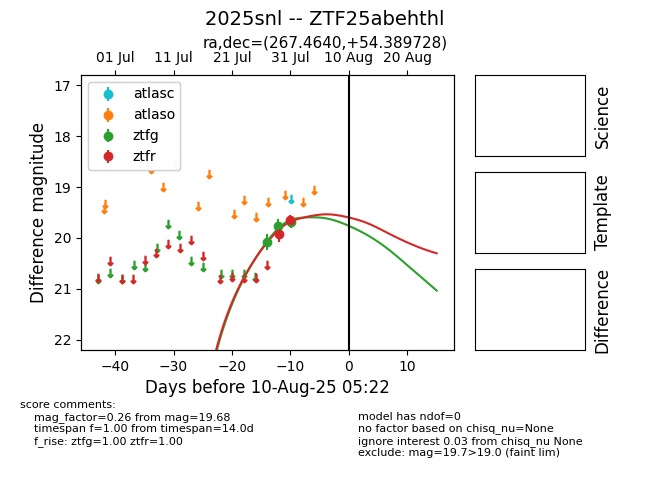 2025snl -- ZTF25abehthl
ra,dec=(267.4640,+54.389728)
01 Jul 11 Jul 21 Jul 31 Jul 10 Aug 20 Aug
atlasc
atlaso
ztfg
ztfr
17
18
19
20
21
22
Difference magnitude
−40 −30 −20 −10 0 10
Days before 10-Aug-25 05:22
Science
Template
Difference
score comments:
mag_factor=0.26 from mag=19.68
timespan f=1.00 from timespan=14.0d
f_rise: ztfg=1.00 ztfr=1.00
model has ndof=0
no factor based on chisq_nu=None
ignore interest 0.03 from chisq_nu None
exclude: mag=19.7>19.0 (faint lim)